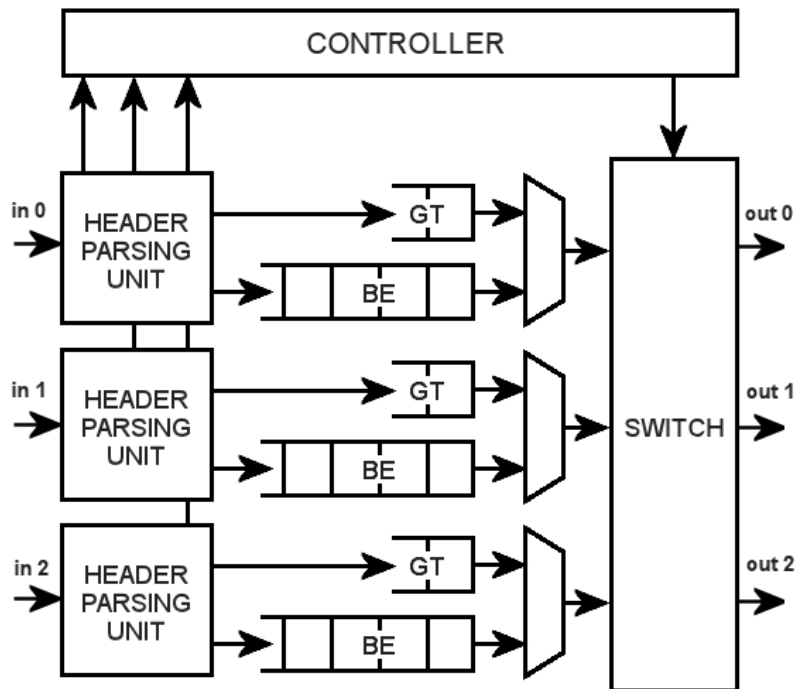 CONTROLLER
in 0
HEADER
PARSING
UNIT
GT
BE
out 0
in 1
HEADER
PARSING
UNIT
GT
BE
SWITCH
out 1
in 2
HEADER
PARSING
UNIT
GT
BE
out 2